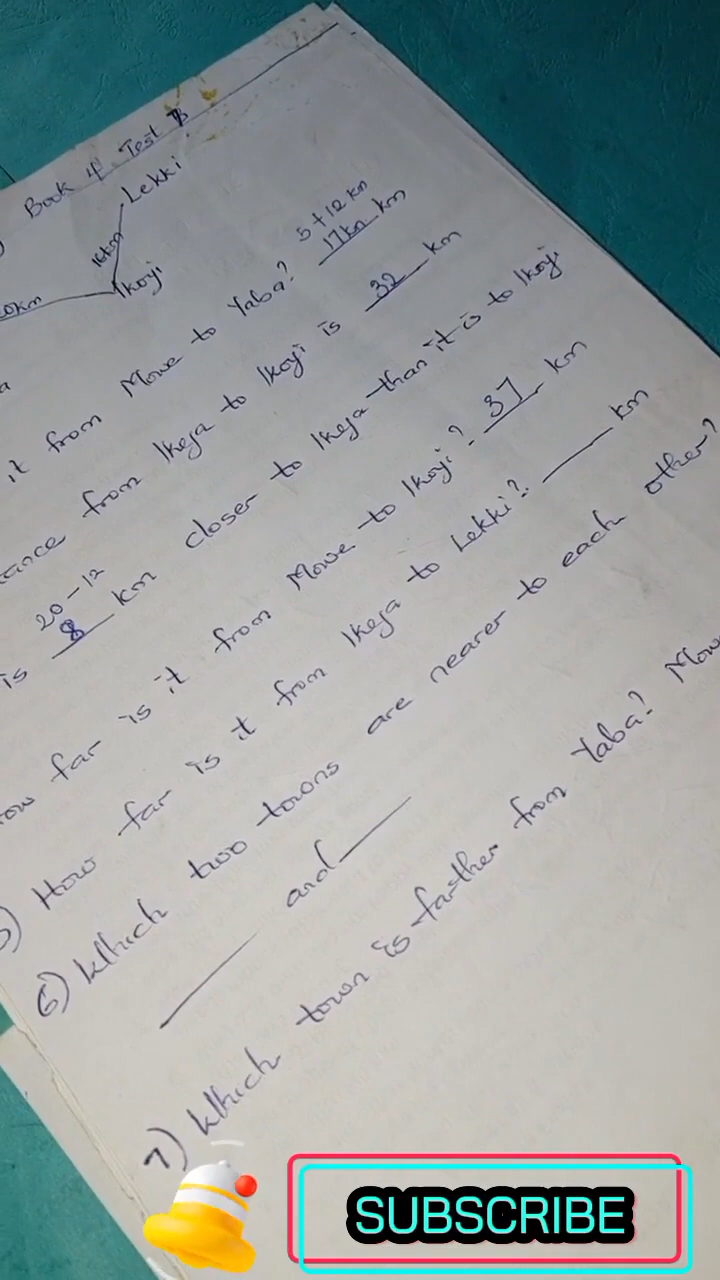 Book 4 Test B
Lekki
16km
0km
Ikoyi
5+12km
it from Mowe to Yaba? 17km km
tance from Ikeja to Ikoyi is 32 km
20-12
is 8 km closer to Ikeja than it is to Ikoyi
ow far is it from Mowe to Ikoyi? 37 km
5) How far is it from Ikeja to Lekki? ____ km
6) Which two towns are nearer to each other?
____ and ____
7) Which town is farther from Yaba? Mow
SUBSCRIBE